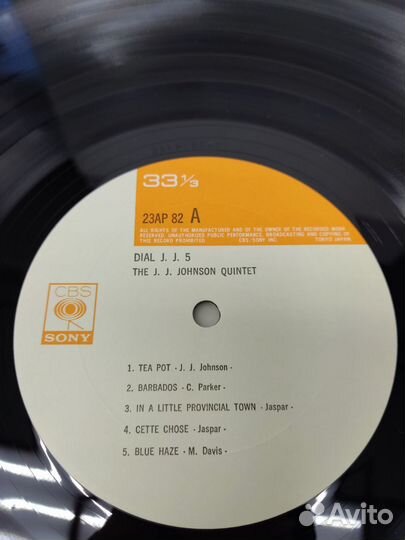 33 1/3
23AP 82 A
ALL RIGHTS OF THE MANUFACTURER AND OF THE OWNER OF THE RECORDED WORK
RESERVED. UNAUTHORIZED PUBLIC PERFORMANCE, BROADCASTING AND COPYING OF
THIS RECORD PROHIBITED CBS/SONY INC. TOKYO JAPAN.
DIAL J. J. 5
THE J. J. JOHNSON QUINTET
CBS
SONY
1. TEA POT · J. J. Johnson ·
2. BARBADOS · C. Parker ·
3. IN A LITTLE PROVINCIAL TOWN · Jaspar ·
4. CETTE CHOSE · Jaspar ·
5. BLUE HAZE · M. Davis ·
Avito